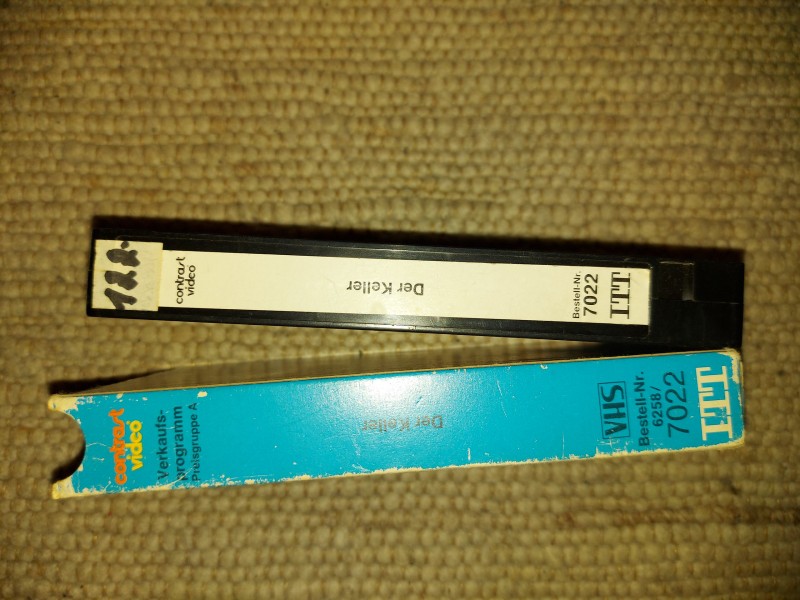 122.-
contrast
video
Der Keller
Bestell-Nr.
7022
ITT
contrast
video
Verkaufs-
programm
Preisgruppe A
Der Keller
VHS
Bestell-Nr.
6258/
7022
ITT